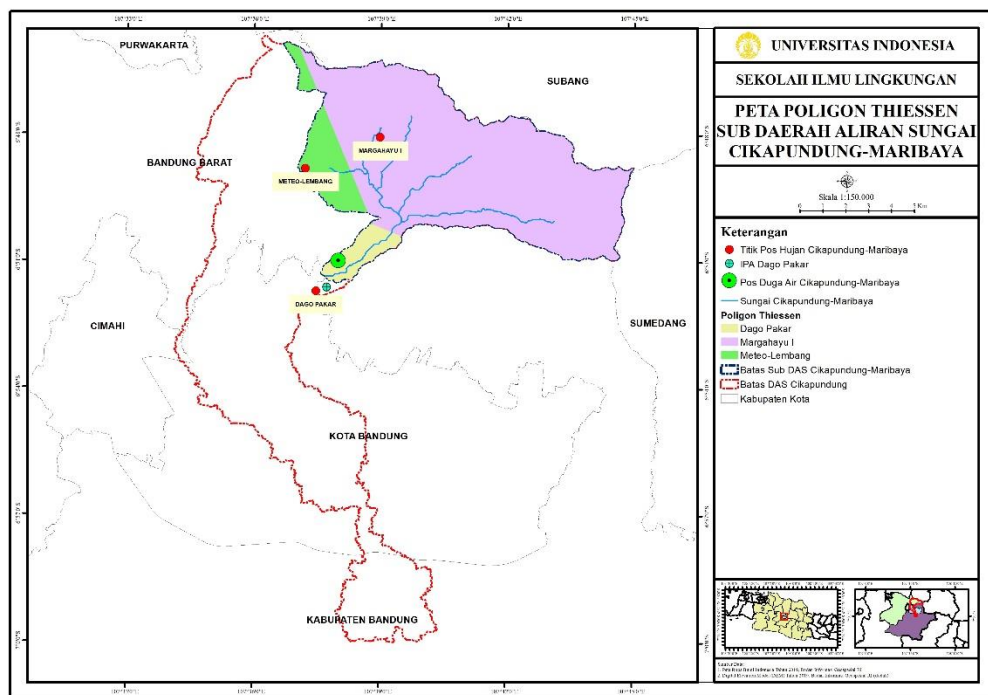 UNIVERSITAS INDONESIA
SEKOLAH ILMU LINGKUNGAN
PETA POLIGON THIESSEN
SUB DAERAH ALIRAN SUNGAI
CIKAPUNDUNG-MARIBAYA
Skala 1:150.000
Km
Keterangan
Titik Pos Hujan Cikapundung-Maribaya
IPA Dago Pakar
Pos Duga Air Cikapundung-Maribaya
Sungai Cikapundung-Maribaya
Poligon Thiessen
Dago Pakar
Margahayu I
Meteo-Lembang
Batas Sub DAS Cikapundung-Maribaya
Batas DAS Cikapundung
Kabupaten Kota
PURWAKARTA
SUBANG
MARGAHAYU I
BANDUNG BARAT
METEO-LEMBANG
DAGO PAKAR
CIMAHI
SUMEDANG
KOTA BANDUNG
KABUPATEN BANDUNG